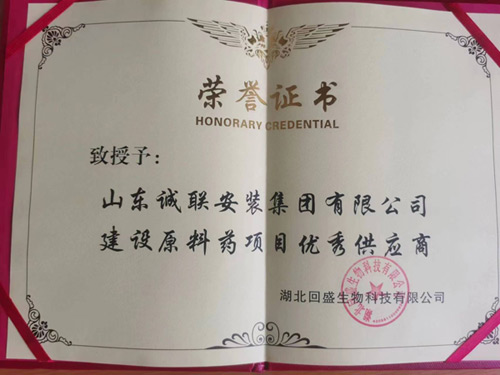 荣誉证书
HONORARY CREDENTIAL
致授予：
山东诚联安装集团有限公司
建设原料药项目优秀供应商
湖北回盛生物科技有限公司